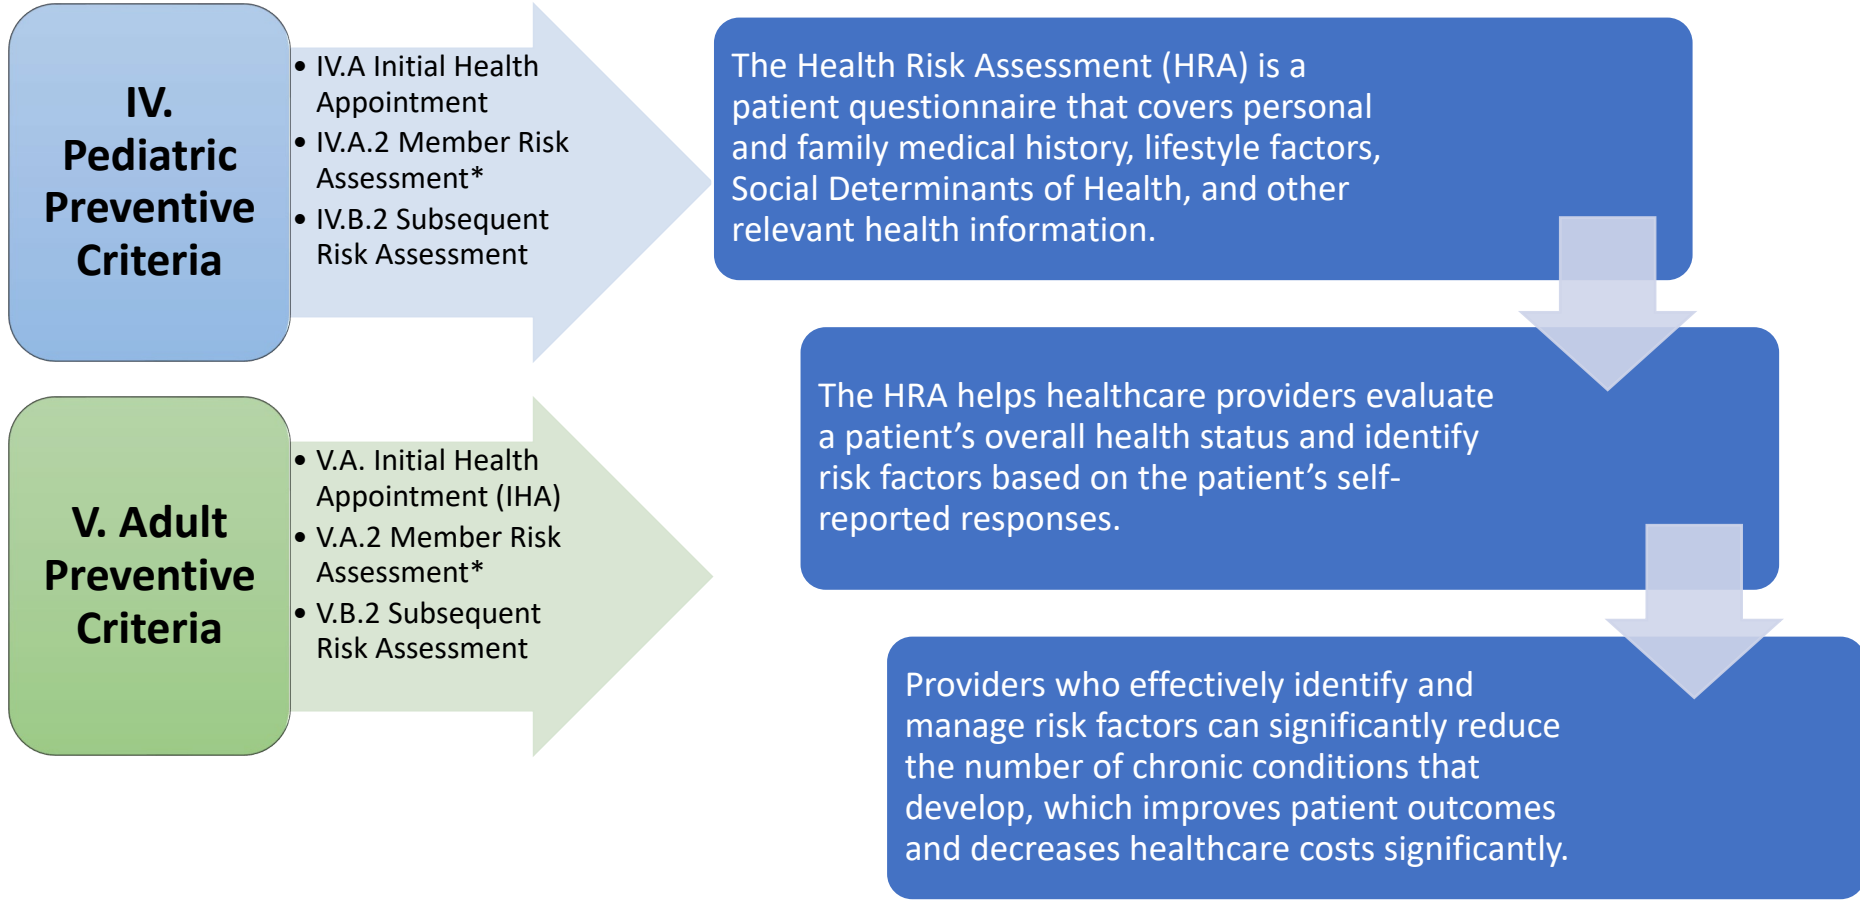 IV.
Pediatric
Preventive
Criteria
• IV.A Initial Health
Appointment
• IV.A.2 Member Risk
Assessment*
• IV.B.2 Subsequent
Risk Assessment
V. Adult
Preventive
Criteria
• V.A. Initial Health
Appointment (IHA)
• V.A.2 Member Risk
Assessment*
• V.B.2 Subsequent
Risk Assessment
The Health Risk Assessment (HRA) is a
patient questionnaire that covers personal
and family medical history, lifestyle factors,
Social Determinants of Health, and other
relevant health information.
The HRA helps healthcare providers evaluate
a patient’s overall health status and identify
risk factors based on the patient’s self-
reported responses.
Providers who effectively identify and
manage risk factors can significantly reduce
the number of chronic conditions that
develop, which improves patient outcomes
and decreases healthcare costs significantly.